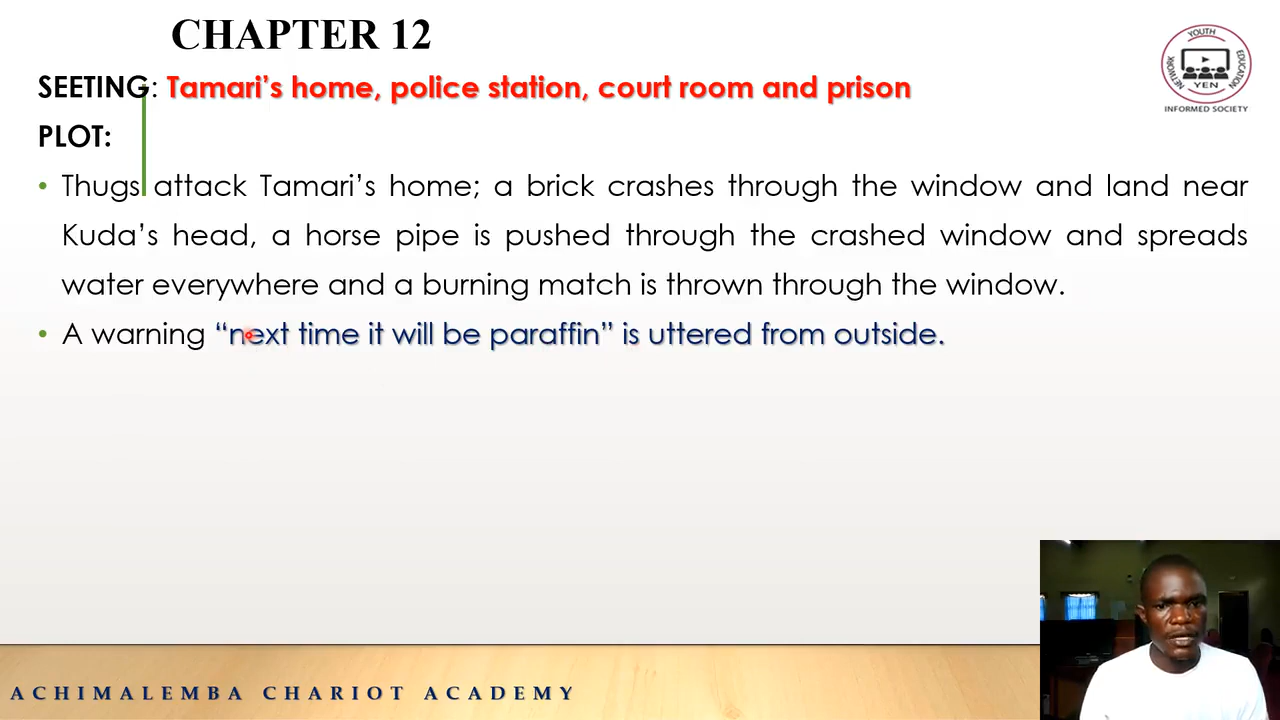 CHAPTER 12
SEETING: Tamari's home, police station, court room and prison
PLOT:
• Thugs attack Tamari's home; a brick crashes through the window and land near
Kuda's head, a horse pipe is pushed through the crashed window and spreads
water everywhere and a burning match is thrown through the window.
• A warning “next time it will be paraffin” is uttered from outside.
YOUTH
EDUCATION
NETWORK
YEN
INFORMED SOCIETY
ACHIMALEMBA CHARIOT ACADEMY